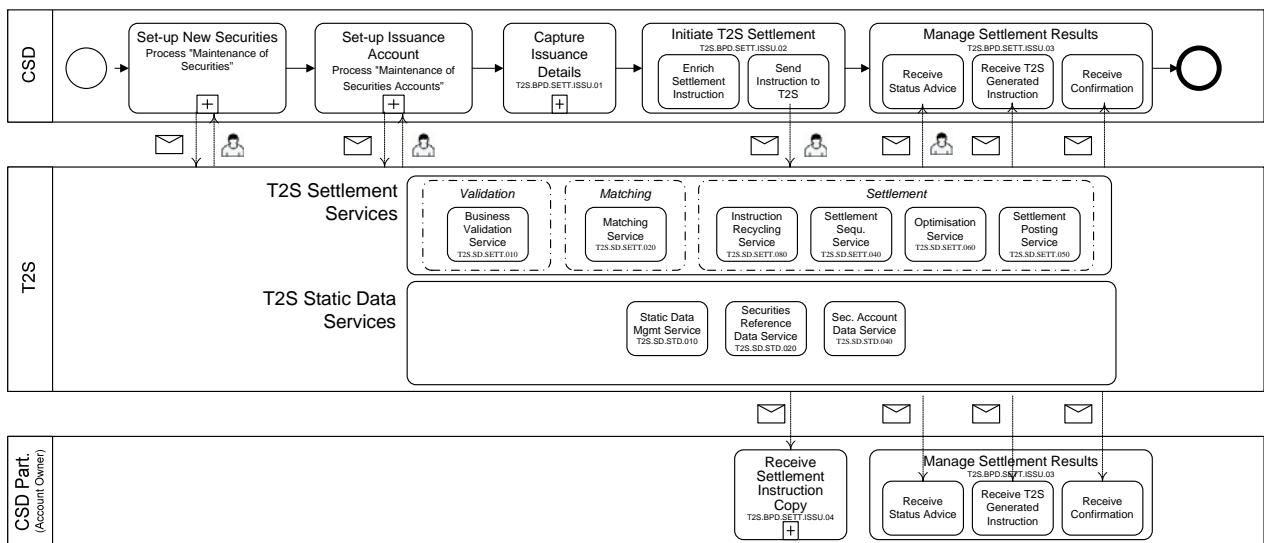 CSD
Set-up New Securities
Process "Maintenance of
Securities”
Set-up Issuance
Account
Process "Maintenance of
Securities Accounts”
Capture
Issuance
Details
T2S.BPD.SETT.ISSU.01
Initiate T2S Settlement
T2S.BPD.SETT.ISSU.02
Enrich
Settlement
Instruction
Send
Instruction to
T2S
Manage Settlement Results
T2S.BPD.SETT.ISSU.03
Receive
Status Advice
Receive T2S
Generated
Instruction
Receive
Confirmation
T2S
T2S Settlement
Services
Validation
Business
Validation
Service
T2S.SD.SETT.010
Matching
Matching
Service
T2S.SD.SETT.020
Settlement
Instruction
Recycling
Service
T2S.SD.SETT.080
Settlement
Sequ.
Service
T2S.SD.SETT.040
Optimisation
Service
T2S.SD.SETT.060
Settlement
Posting
Service
T2S.SD.SETT.050
T2S Static Data
Services
Static Data
Mgmt Service
T2S.SD.STD.010
Securities
Reference
Data Service
T2S.SD.STD.020
Sec. Account
Data Service
T2S.SD.STD.040
CSD Part.
(Account Owner)
Receive
Settlement
Instruction
Copy
T2S.BPD.SETT.ISSU.04
Manage Settlement Results
T2S.BPD.SETT.ISSU.03
Receive
Status Advice
Receive T2S
Generated
Instruction
Receive
Confirmation